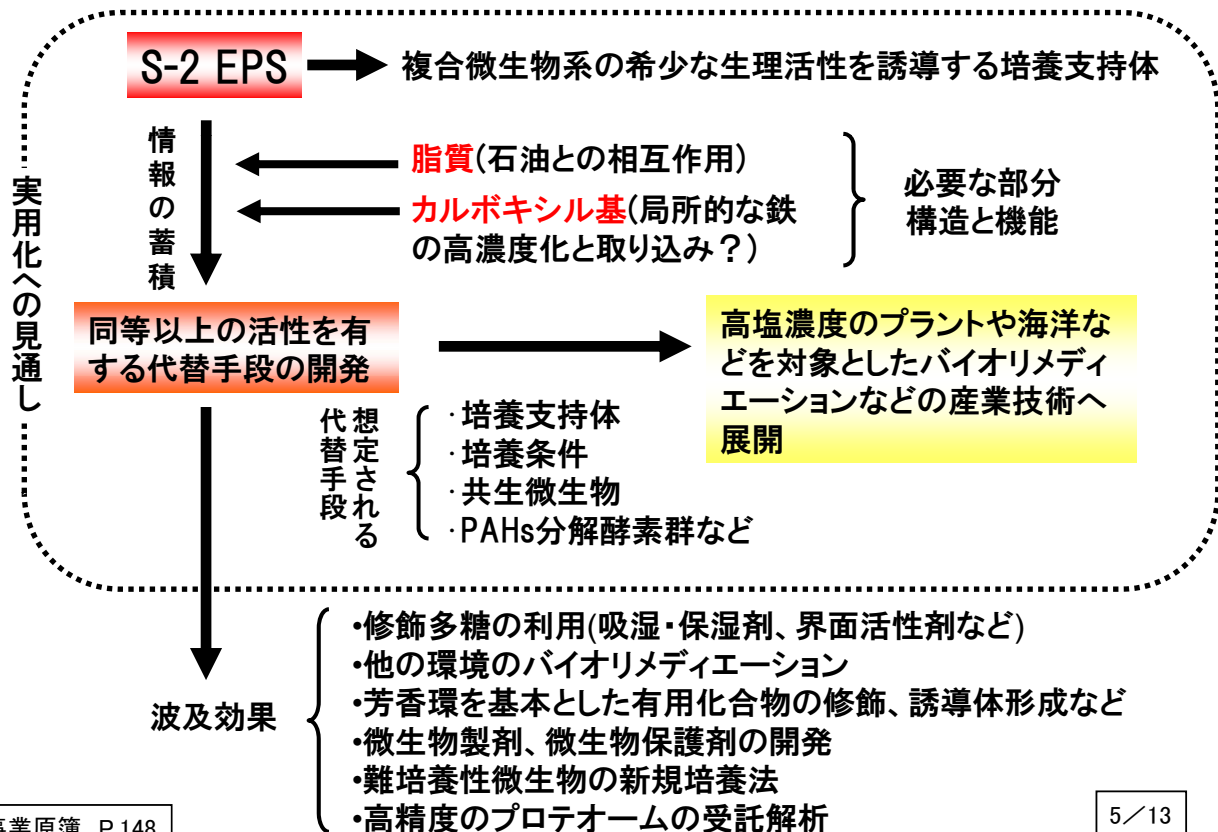 S-2 EPS
複合微生物系の希少な生理活性を誘導する培養支持体
情報の蓄積
脂質(石油との相互作用)
カルボキシル基(局所的な鉄
の高濃度化と取り込み？)
必要な部分
構造と機能
実用化への見通し
同等以上の活性を有
する代替手段の開発
高塩濃度のプラントや海洋な
どを対象としたバイオリメディ
エーションなどの産業技術へ
展開
想定される
代替手段
·培養支持体
·培養条件
·共生微生物
·PAHs分解酵素群など
波及効果
・修飾多糖の利用(吸湿・保湿剤、界面活性剤など)
・他の環境のバイオリメディエーション
・芳香環を基本とした有用化合物の修飾、誘導体形成など
・微生物製剤、微生物保護剤の開発
・難培養性微生物の新規培養法
・高精度のプロテオームの受託解析
事業原簿 P.148
5／13